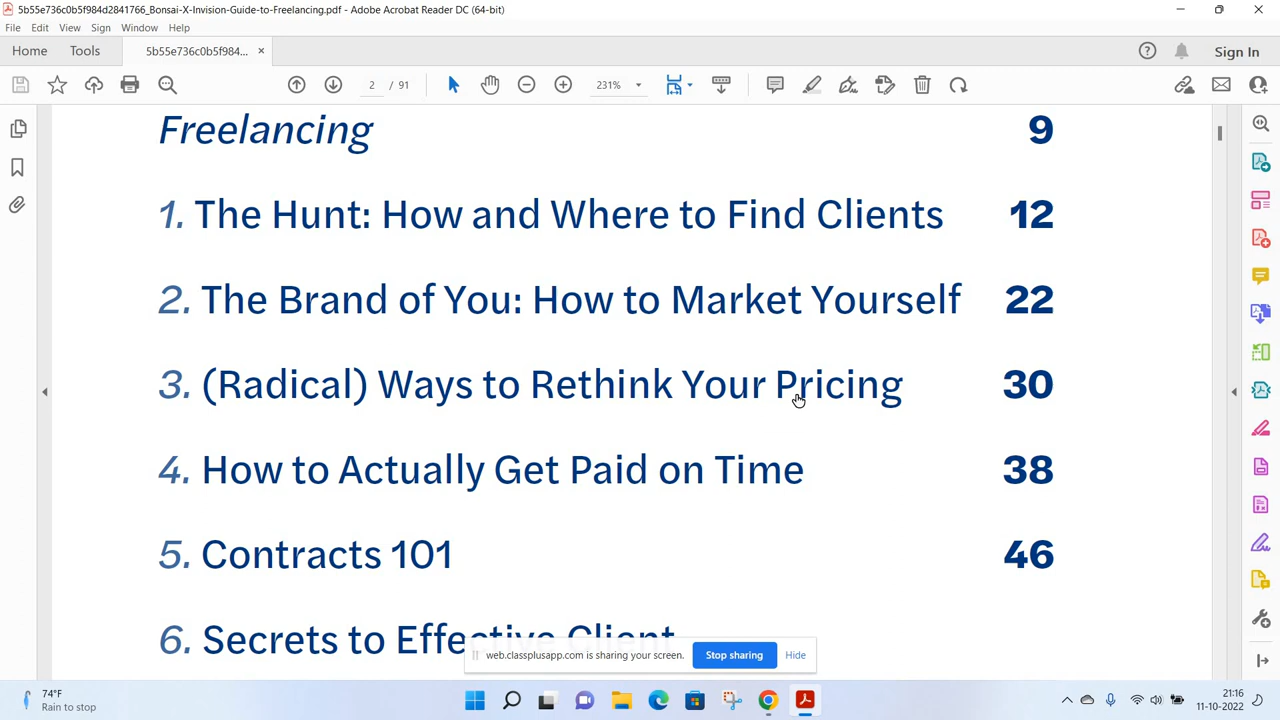 5b55e736c0b5f984d2841766_Bonsai-X-Invision-Guide-to-Freelancing.pdf - Adobe Acrobat Reader DC (64-bit)
File Edit View Sign Window Help
Home Tools 5b55e736c0b5f984... Sign In
2 / 91 231%
Freelancing 9
1. The Hunt: How and Where to Find Clients 12
2. The Brand of You: How to Market Yourself 22
3. (Radical) Ways to Rethink Your Pricing 30
4. How to Actually Get Paid on Time 38
5. Contracts 101 46
6. Secrets to Effective Client
web.classplusapp.com is sharing your screen. Stop sharing Hide
74°F
Rain to stop
21:16
11-10-2022